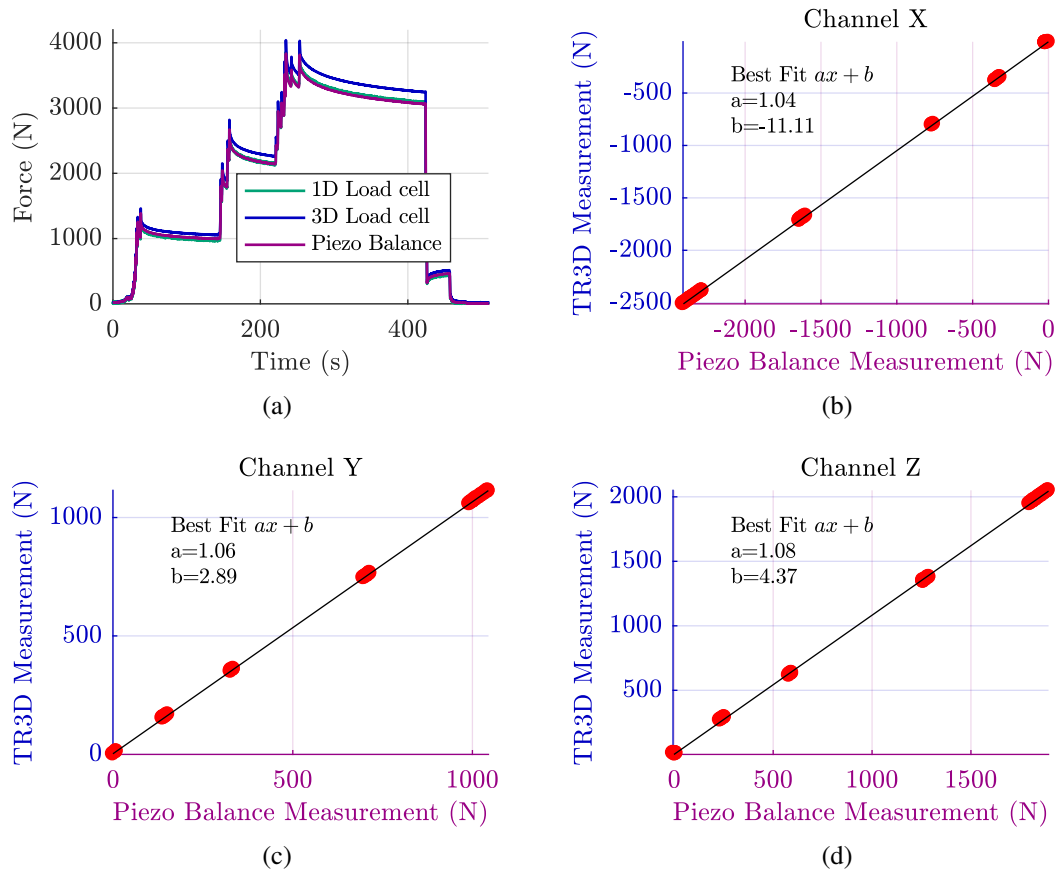 4000
3000
2000
1000
0
Force (N)
1D Load cell
3D Load cell
Piezo Balance
0
200
400
Time (s)
(a)
Channel X
TR3D Measurement (N)
Best Fit ax + b
a=1.04
b=-11.11
-500
-1000
-1500
-2000
-2500
-2000
-1500
-1000
-500
0
Piezo Balance Measurement (N)
(b)
Channel Y
TR3D Measurement (N)
Best Fit ax + b
a=1.06
b=2.89
1000
500
0
0
500
1000
Piezo Balance Measurement (N)
(c)
Channel Z
TR3D Measurement (N)
Best Fit ax + b
a=1.08
b=4.37
2000
1500
1000
500
0
500
1000
1500
Piezo Balance Measurement (N)
(d)